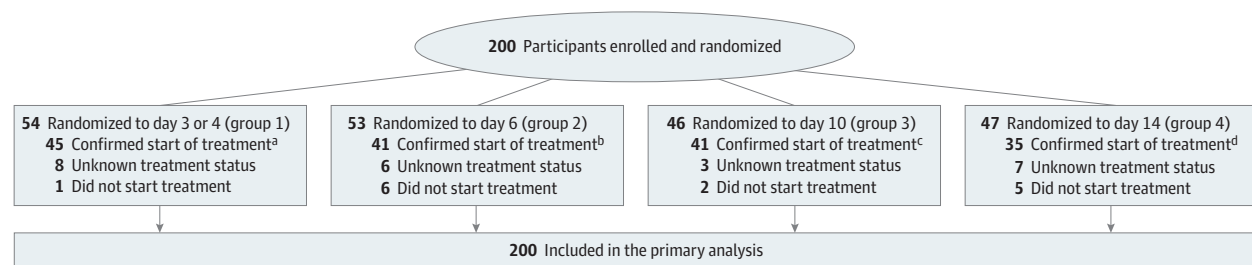 200 Participants enrolled and randomized
54 Randomized to day 3 or 4 (group 1)
45 Confirmed start of treatmentᵃ
8 Unknown treatment status
1 Did not start treatment
53 Randomized to day 6 (group 2)
41 Confirmed start of treatmentᵇ
6 Unknown treatment status
6 Did not start treatment
46 Randomized to day 10 (group 3)
41 Confirmed start of treatmentᶜ
3 Unknown treatment status
2 Did not start treatment
47 Randomized to day 14 (group 4)
35 Confirmed start of treatmentᵈ
7 Unknown treatment status
5 Did not start treatment
200 Included in the primary analysis